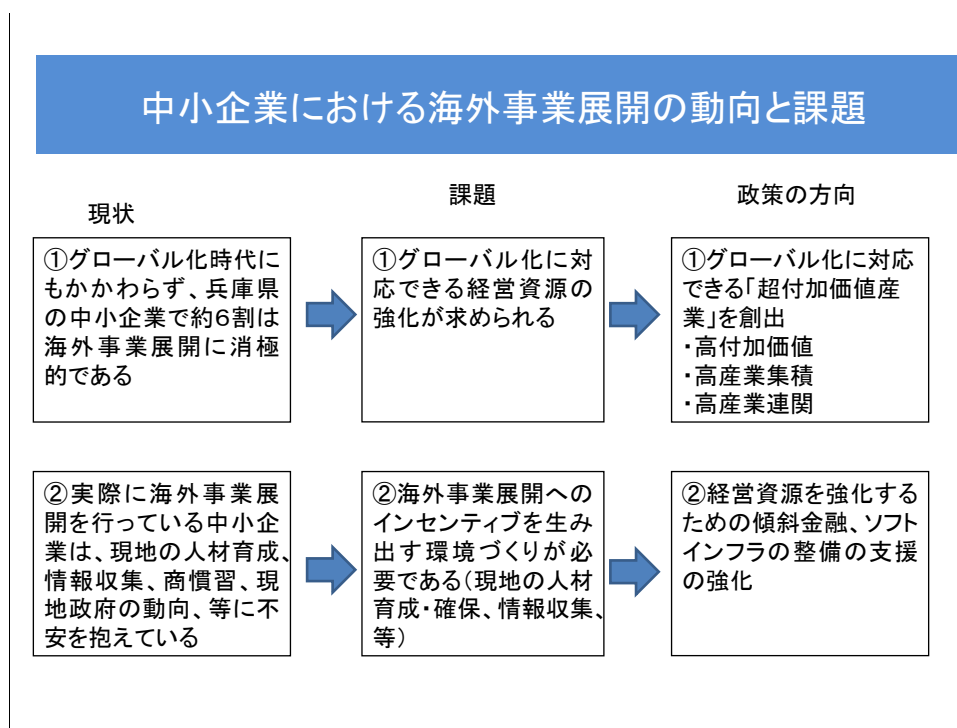 中小企業における海外事業展開の動向と課題
現状
課題
政策の方向
①グローバル化時代に
もかかわらず、兵庫県
の中小企業で約6割は
海外事業展開に消極
的である
①グローバル化に対
応できる経営資源の
強化が求められる
①グローバル化に対応
できる「超付加価値産
業」を創出
・高付加価値
・高産業集積
・高産業連関
②実際に海外事業展
開を行っている中小企
業は、現地の人材育成、
情報収集、商慣習、現
地政府の動向、等に不
安を抱えている
②海外事業展開への
インセンティブを生み
出す環境づくりが必
要である(現地の人材
育成・確保、情報収集、
等)
②経営資源を強化する
ための傾斜金融、ソフト
インフラの整備の支援
の強化